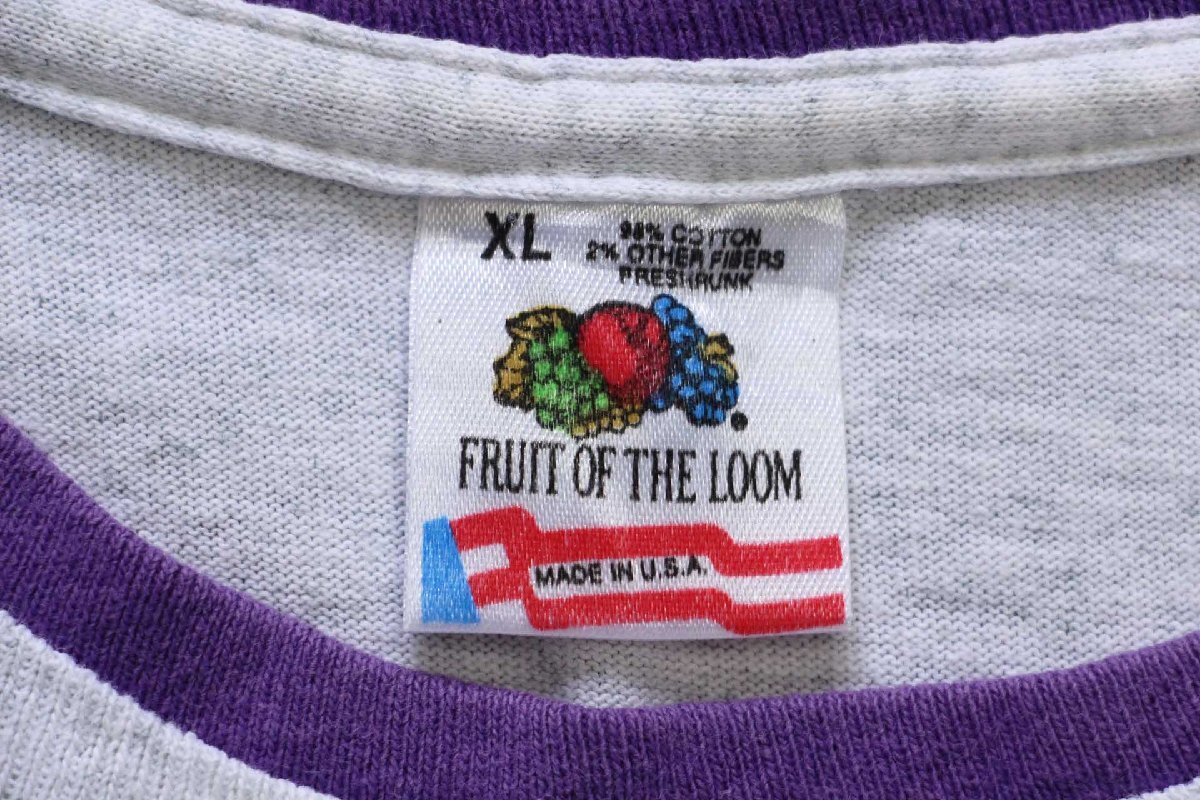 XL
98% COTTON
2% OTHER FIBERS
PRESHRUNK
FRUIT OF THE LOOM
MADE IN U.S.A.